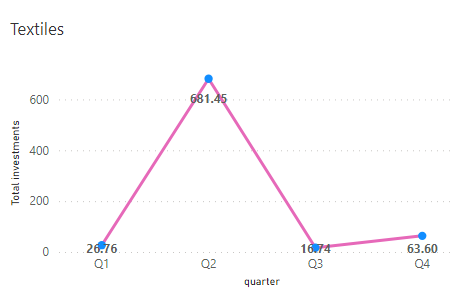 Textiles
Total investments
600
400
200
0
681.45
26.76
16.74
63.60
Q1
Q2
Q3
Q4
quarter